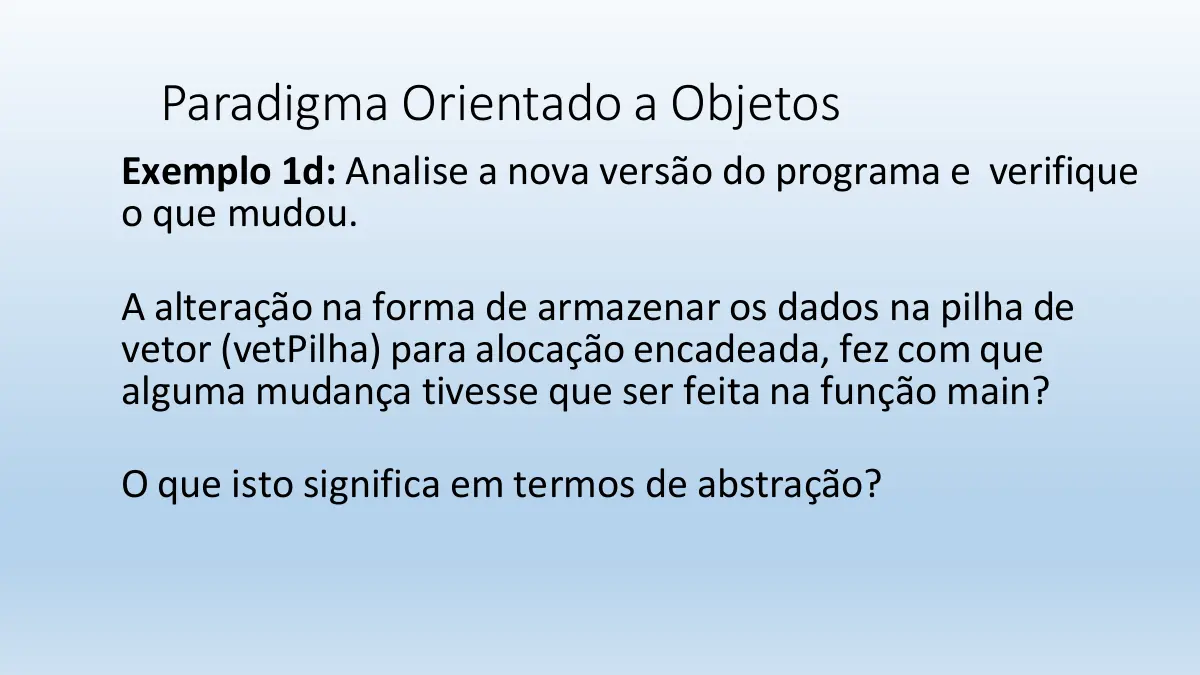 Paradigma Orientado a Objetos
Exemplo 1d: Analise a nova versão do programa e  verifique
o que mudou.
A alteração na forma de armazenar os dados na pilha de
vetor (vetPilha) para alocação encadeada, fez com que
alguma mudança tivesse que ser feita na função main?
O que isto significa em termos de abstração?